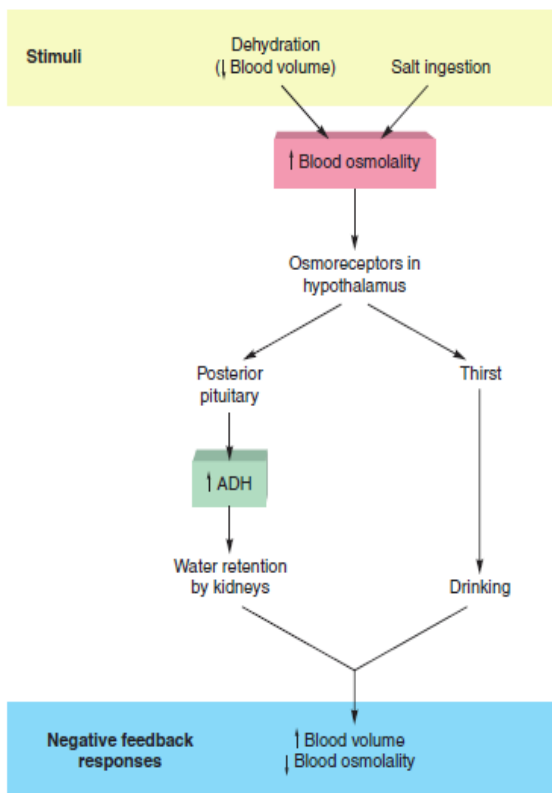 Stimuli
Dehydration
(↓ Blood volume)
Salt ingestion
↑ Blood osmolality
Osmoreceptors in
hypothalamus
Posterior
pituitary
Thirst
↑ ADH
Water retention
by kidneys
Drinking
Negative feedback
responses
↑ Blood volume
↓ Blood osmolality